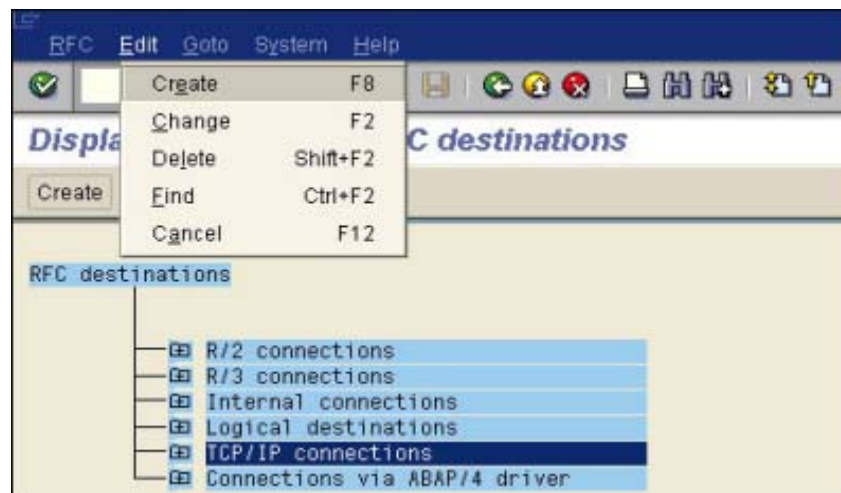 RFC Edit Goto System Help
Create F8
Change F2
Displa C destinations
Delete Shift+F2
Create
Find Ctrl+F2
Cancel F12
RFC destinations
R/2 connections
R/3 connections
Internal connections
Logical destinations
TCP/IP connections
Connections via ABAP/4 driver